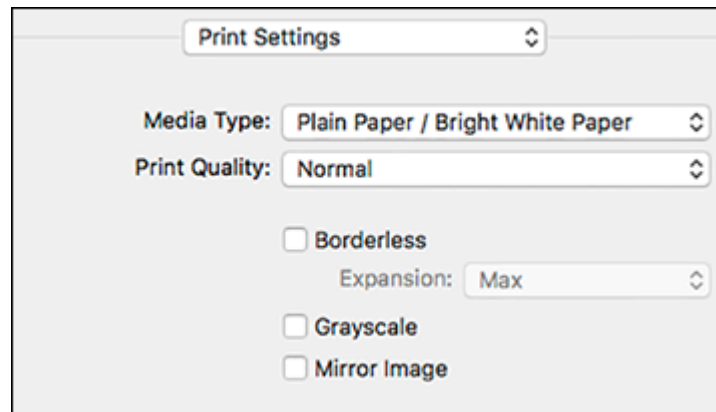 Print Settings
Media Type: Plain Paper / Bright White Paper
Print Quality: Normal
Borderless
Expansion: Max
Grayscale
Mirror Image